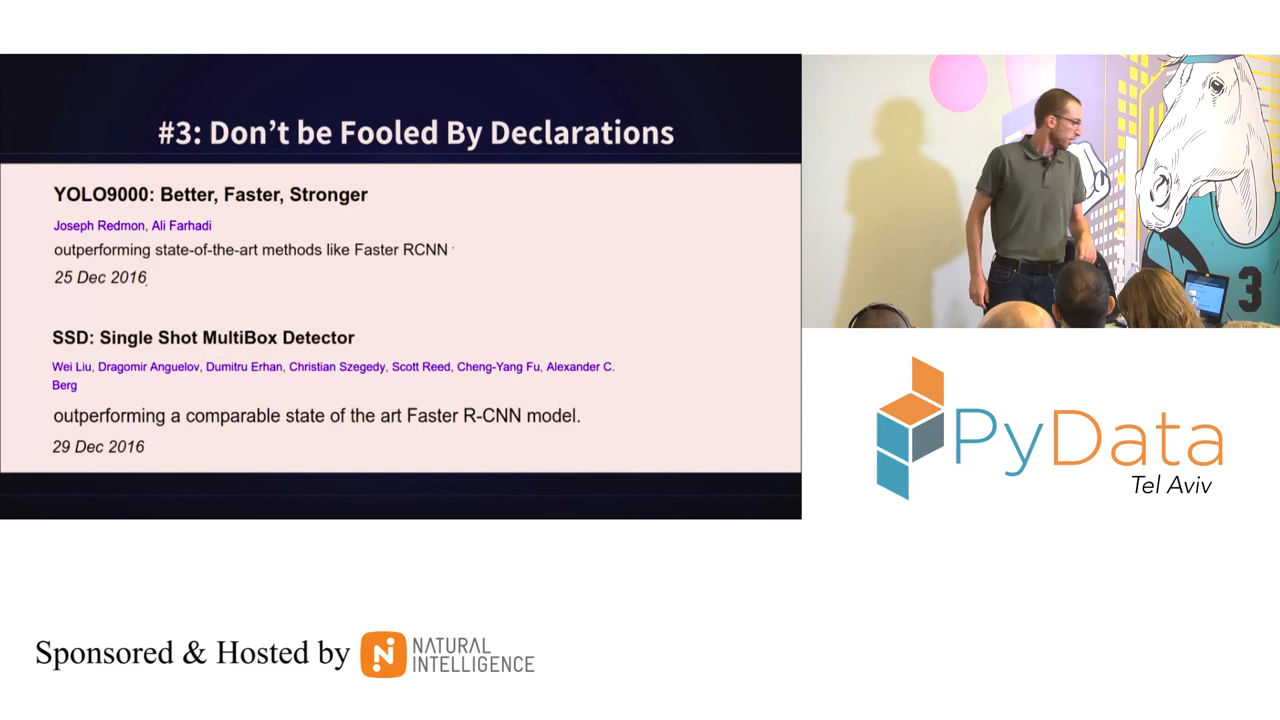 #3: Don't be Fooled By Declarations
YOLO9000: Better, Faster, Stronger
Joseph Redmon, Ali Farhadi
outperforming state-of-the-art methods like Faster RCNN
25 Dec 2016
SSD: Single Shot MultiBox Detector
Wei Liu, Dragomir Anguelov, Dumitru Erhan, Christian Szegedy, Scott Reed, Cheng-Yang Fu, Alexander C.
Berg
outperforming a comparable state of the art Faster R-CNN model.
29 Dec 2016
3
PyData
Tel Aviv
Sponsored & Hosted by
NATURAL
INTELLIGENCE